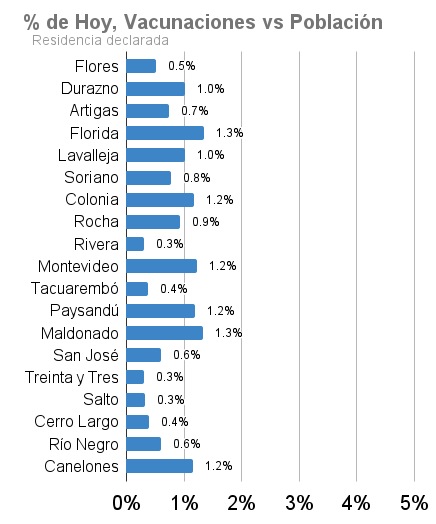 % de Hoy, Vacunaciones vs Población
Residencia declarada
Flores 0.5%
Durazno 1.0%
Artigas 0.7%
Florida 1.3%
Lavalleja 1.0%
Soriano 0.8%
Colonia 1.2%
Rocha 0.9%
Rivera 0.3%
Montevideo 1.2%
Tacuarembó 0.4%
Paysandú 1.2%
Maldonado 1.3%
San José 0.6%
Treinta y Tres 0.3%
Salto 0.3%
Cerro Largo 0.4%
Río Negro 0.6%
Canelones 1.2%
0% 1% 2% 3% 4% 5%